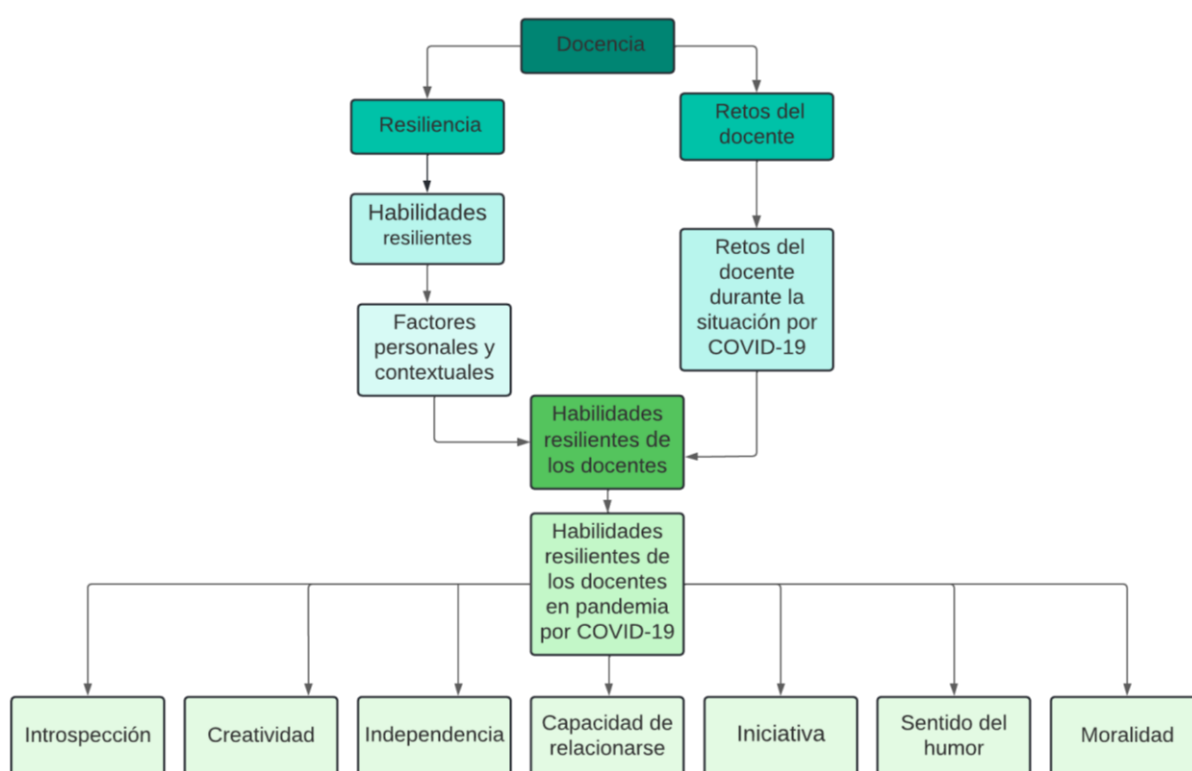 Docencia
Resiliencia
Retos del
docente
Habilidades
resilientes
Retos del
docente
durante la
situación por
COVID-19
Factores
personales y
contextuales
Habilidades
resilientes de
los docentes
Habilidades
resilientes de
los docentes
en pandemia
por COVID-19
Introspección
Creatividad
Independencia
Capacidad de
relacionarse
Iniciativa
Sentido del
humor
Moralidad